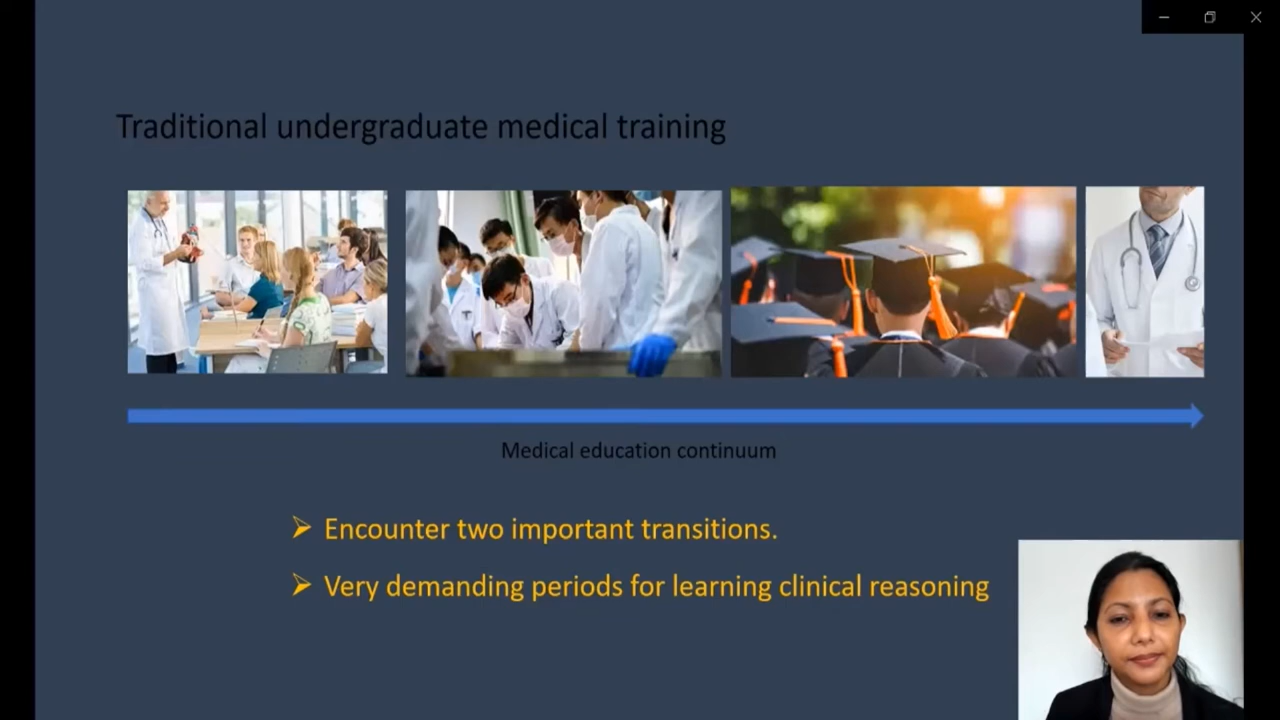 Traditional undergraduate medical training
Medical education continuum
Encounter two important transitions.
Very demanding periods for learning clinical reasoning